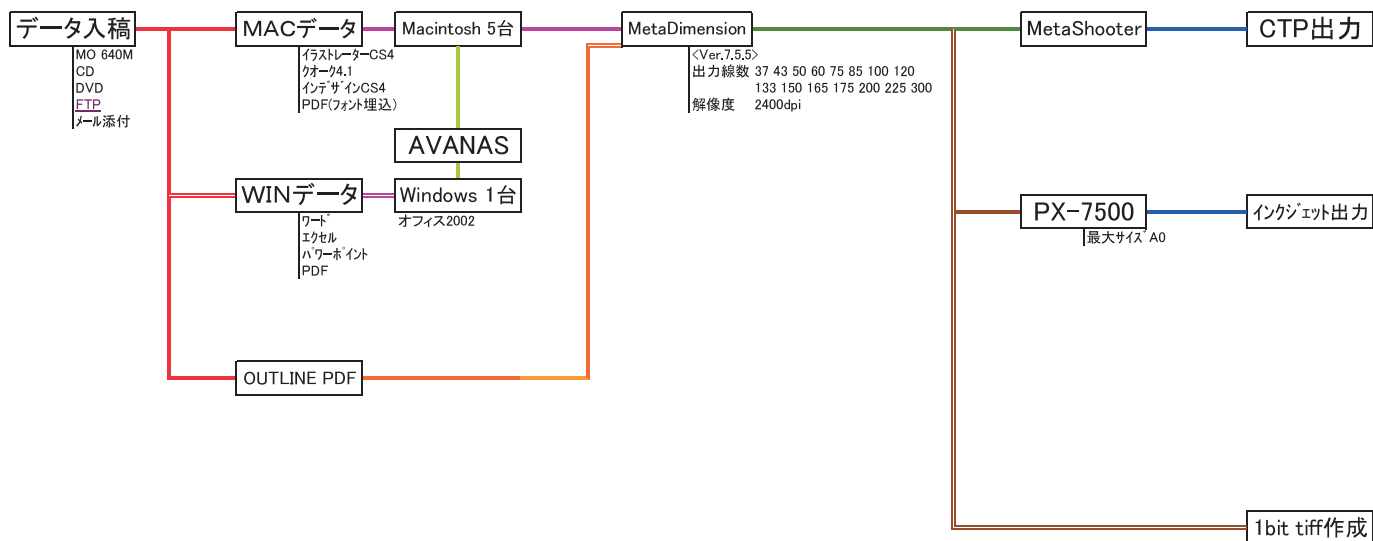 データ入稿
MO 640M
CD
DVD
FTP
メール添付
MACデータ
イラストレーターCS4
クオーク4.1
インデザインCS4
PDF(フォント埋込)
Macintosh 5台
AVANAS
WINデータ
ワード
エクセル
パワーポイント
PDF
Windows 1台
オフィス2002
OUTLINE PDF
MetaDimension
<Ver.7.5.5>
出力線数 37 43 50 60 75 85 100 120
133 150 165 175 200 225 300
解像度 2400dpi
MetaShooter
CTP出力
PX-7500
最大サイズ A0
インクジェット出力
1bit tiff作成